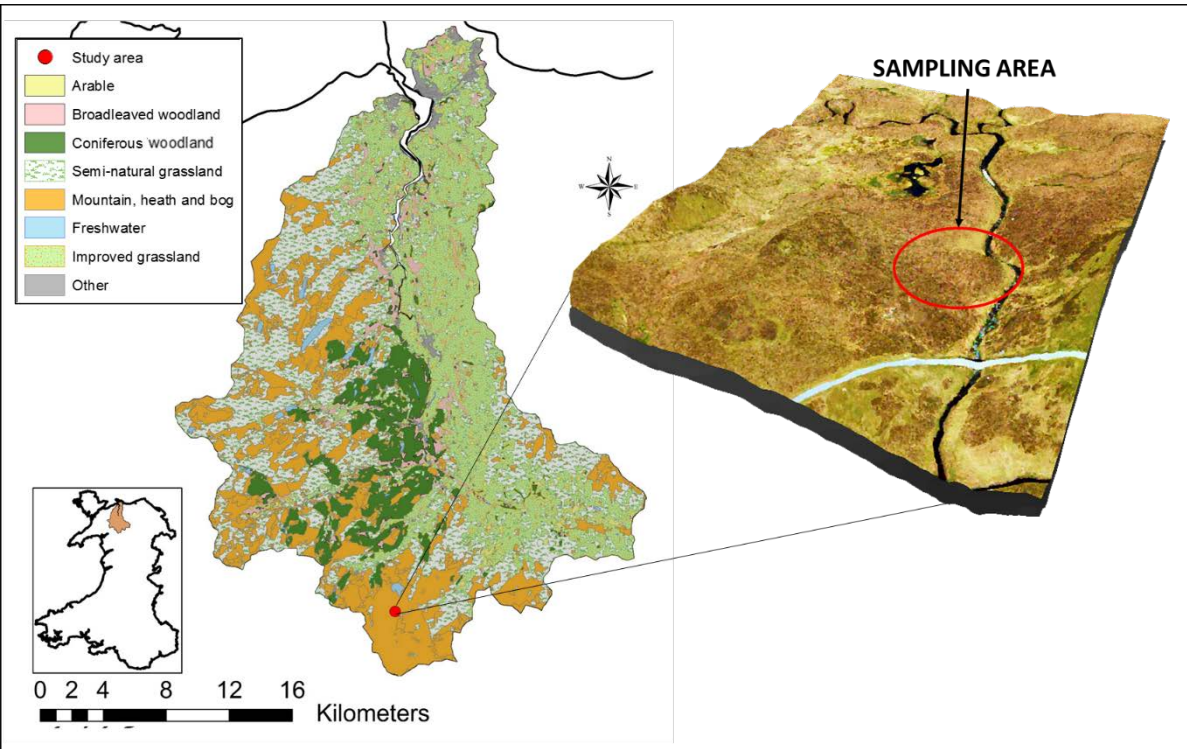 Study area
Arable
Broadleaved woodland
Coniferous woodland
Semi-natural grassland
Mountain, heath and bog
Freshwater
Improved grassland
Other
SAMPLING AREA
N
W E
S
0 2 4 8 12 16
Kilometers